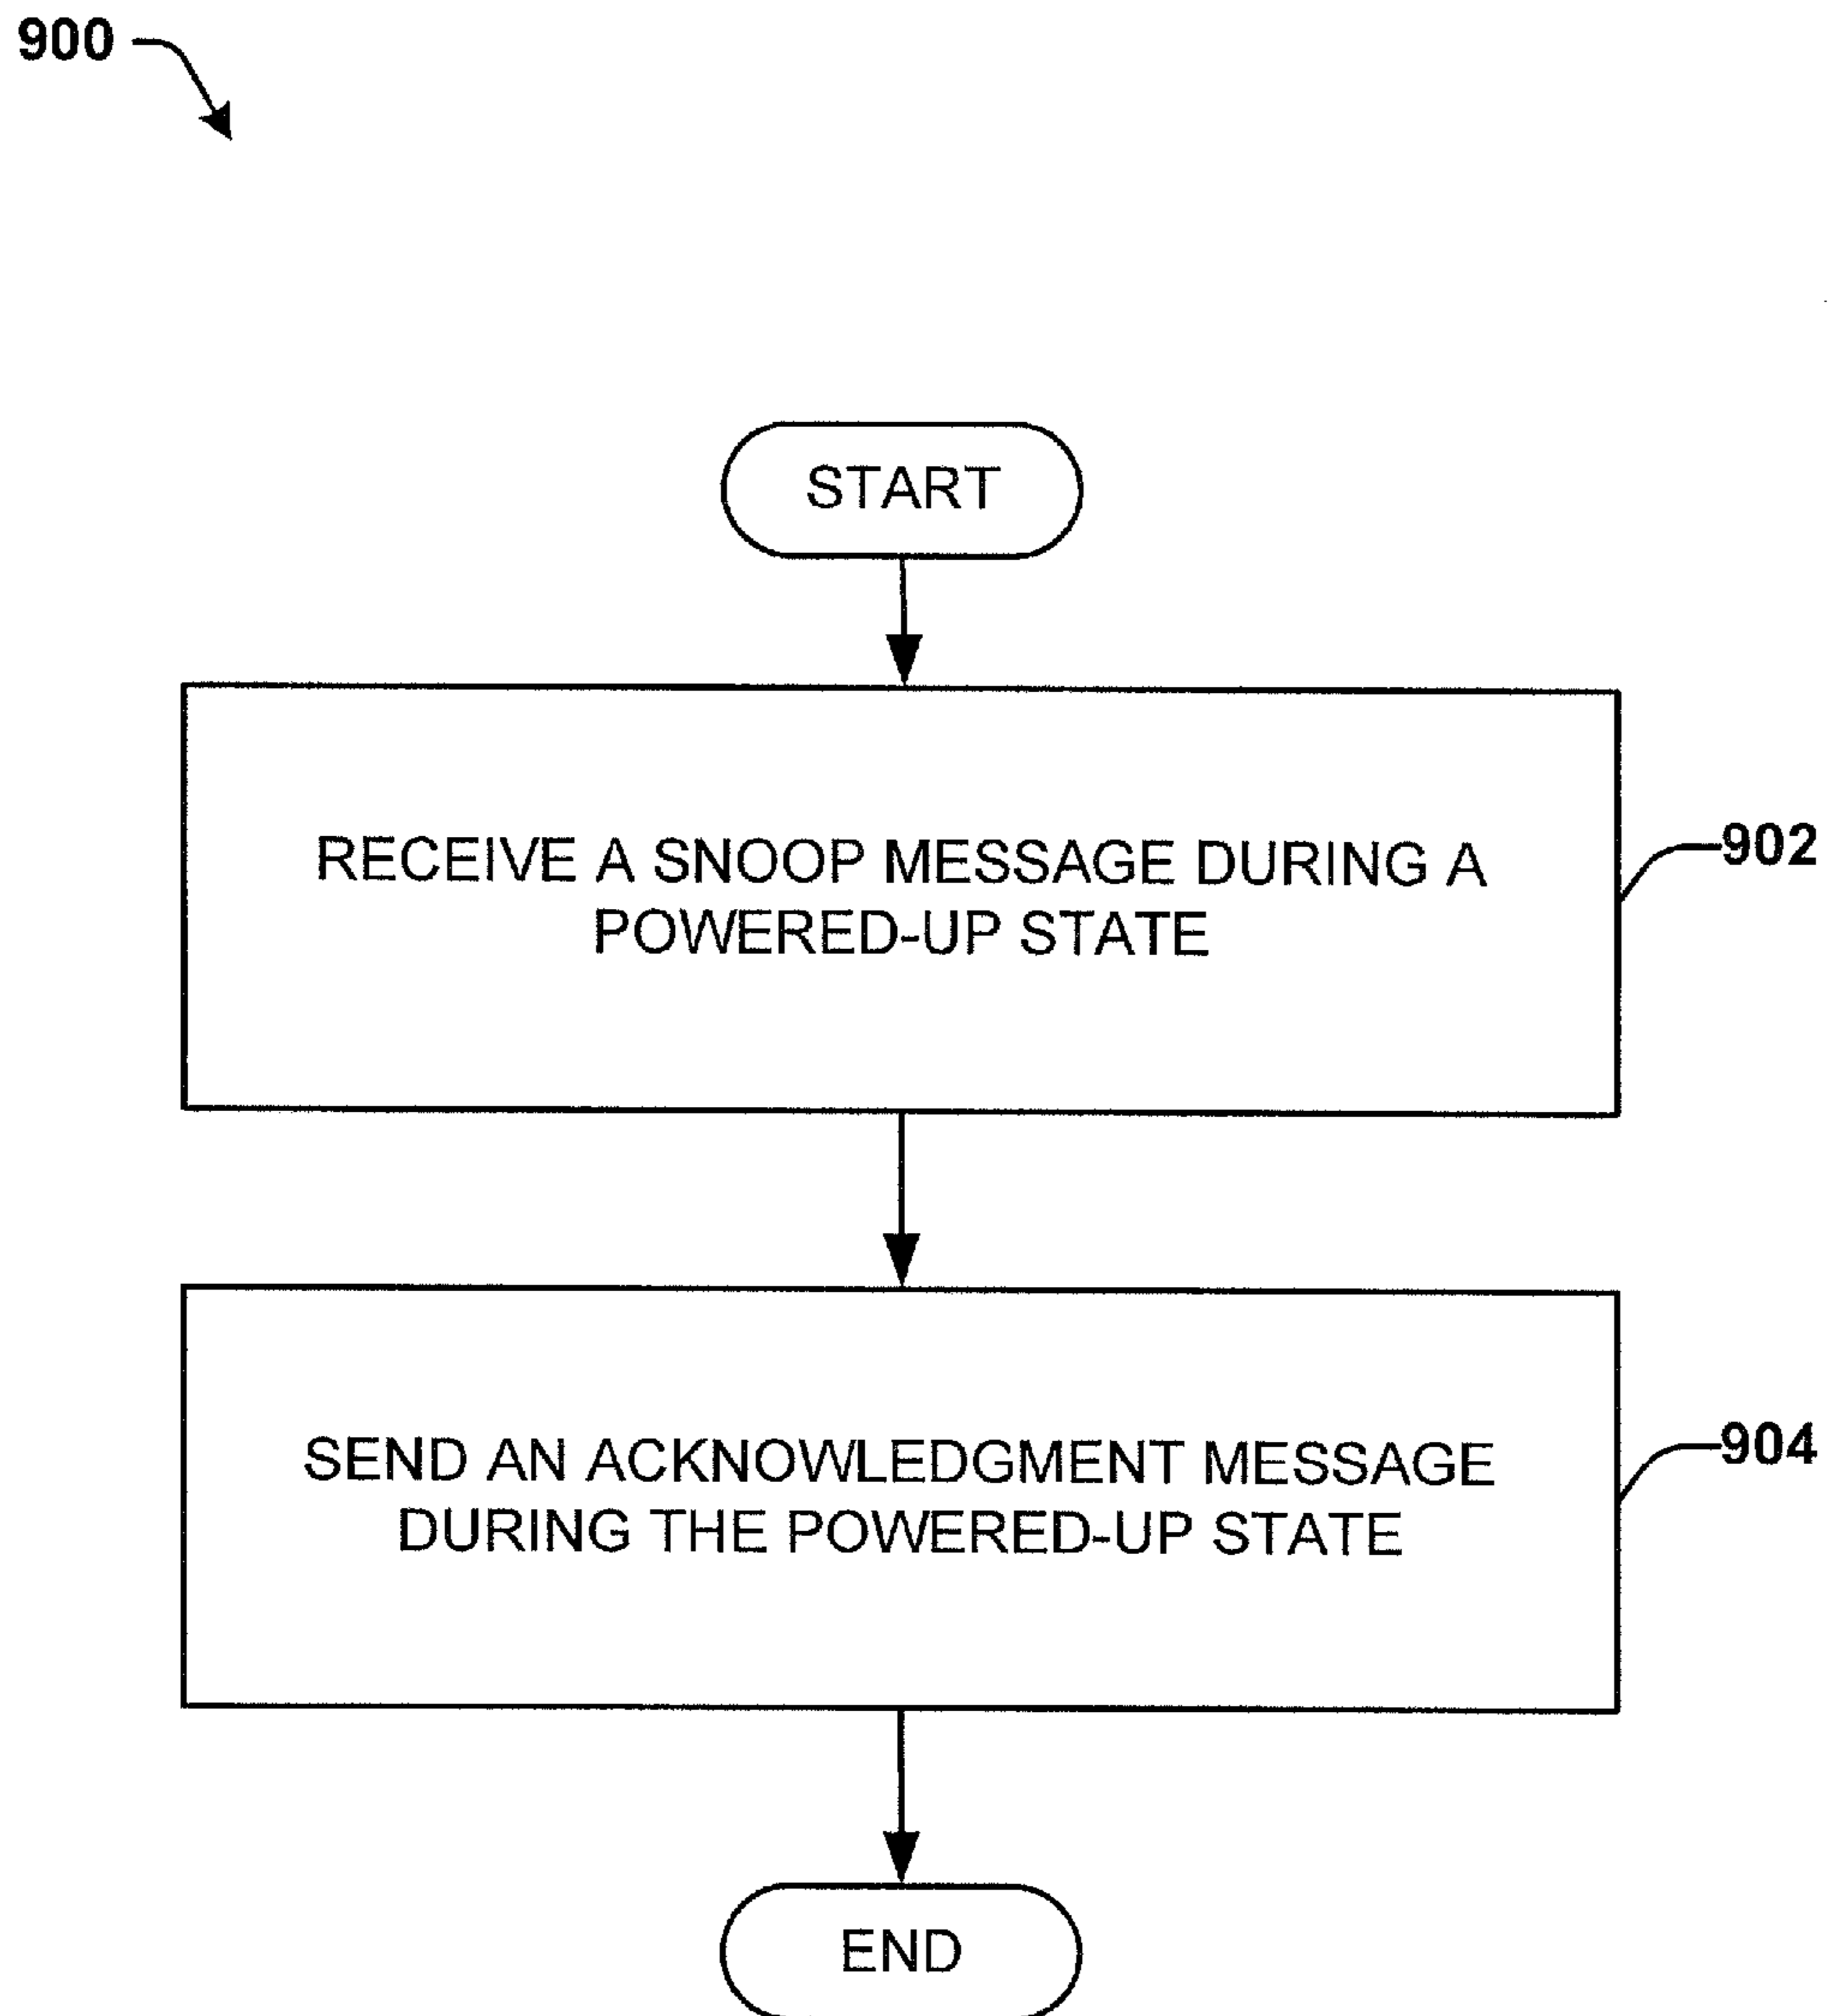 900
START
RECEIVE A SNOOP MESSAGE DURING A
POWERED-UP STATE
902
SEND AN ACKNOWLEDGMENT MESSAGE
DURING THE POWERED-UP STATE
904
END